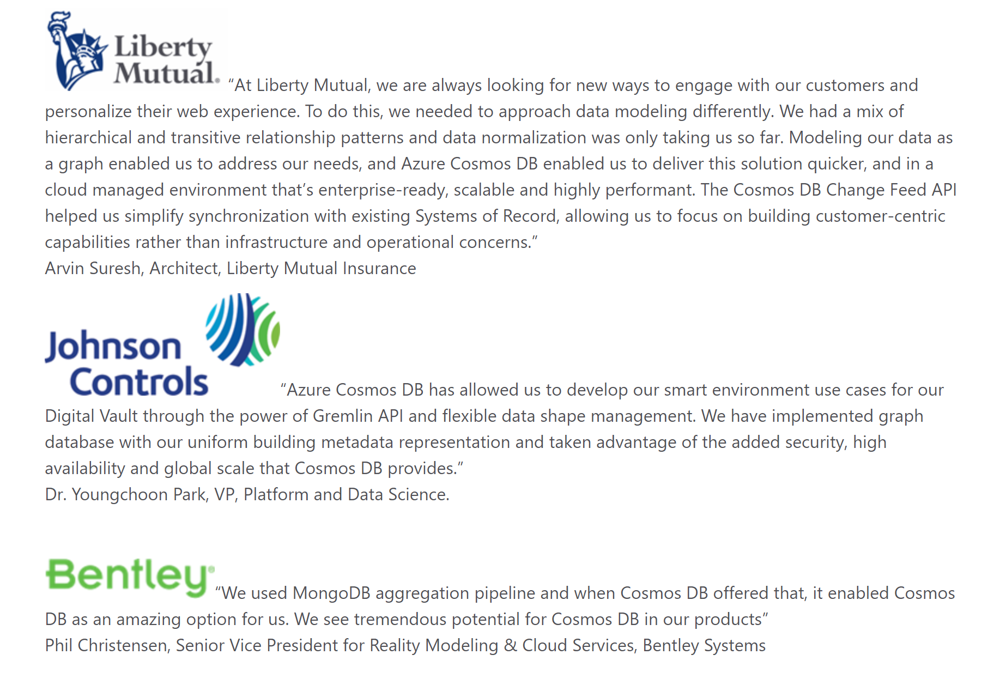 Liberty
Mutual®
“At Liberty Mutual, we are always looking for new ways to engage with our customers and
personalize their web experience. To do this, we needed to approach data modeling differently. We had a mix of
hierarchical and transitive relationship patterns and data normalization was only taking us so far. Modeling our data as
a graph enabled us to address our needs, and Azure Cosmos DB enabled us to deliver this solution quicker, and in a
cloud managed environment that’s enterprise-ready, scalable and highly performant. The Cosmos DB Change Feed API
helped us simplify synchronization with existing Systems of Record, allowing us to focus on building customer-centric
capabilities rather than infrastructure and operational concerns.”
Arvin Suresh, Architect, Liberty Mutual Insurance
Johnson
Controls
“Azure Cosmos DB has allowed us to develop our smart environment use cases for our
Digital Vault through the power of Gremlin API and flexible data shape management. We have implemented graph
database with our uniform building metadata representation and taken advantage of the added security, high
availability and global scale that Cosmos DB provides.”
Dr. Youngchoon Park, VP, Platform and Data Science.
Bentley®
“We used MongoDB aggregation pipeline and when Cosmos DB offered that, it enabled Cosmos
DB as an amazing option for us. We see tremendous potential for Cosmos DB in our products”
Phil Christensen, Senior Vice President for Reality Modeling & Cloud Services, Bentley Systems